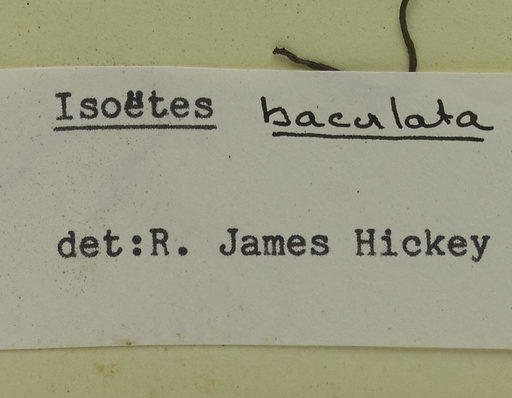 Isoëtes baculata
det:R. James Hickey